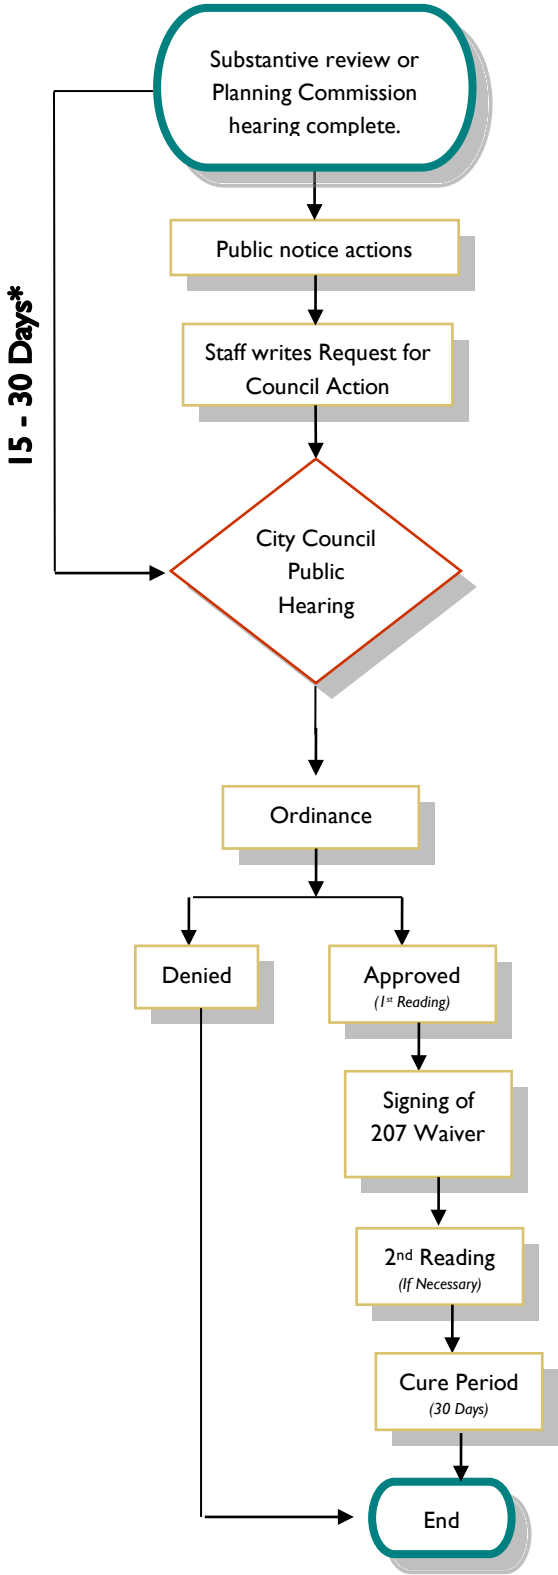 Substantive review or
Planning Commission
hearing complete.
Public notice actions
15 - 30 Days*
Staff writes Request for
Council Action
City Council
Public
Hearing
Ordinance
Denied
Approved
(1st Reading)
Signing of
207 Waiver
2nd Reading
(If Necessary)
Cure Period
(30 Days)
End